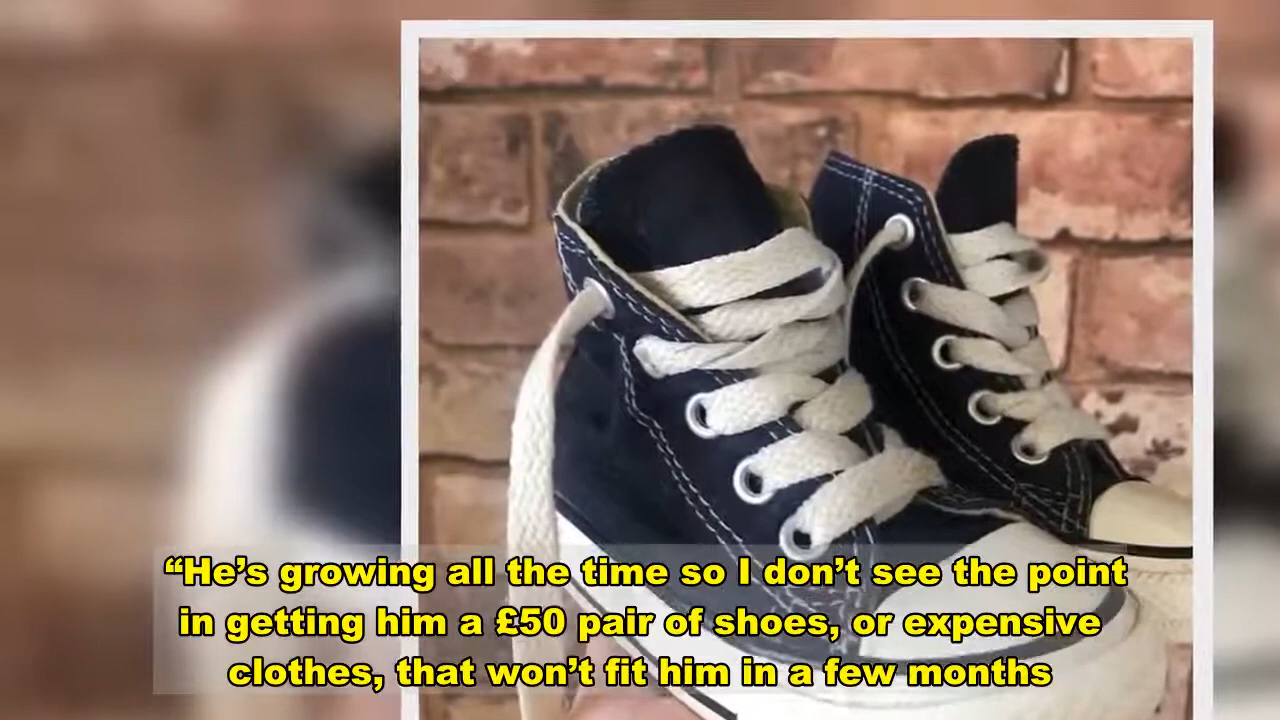 “He’s growing all the time so I don’t see the point
in getting him a £50 pair of shoes, or expensive
clothes, that won’t fit him in a few months